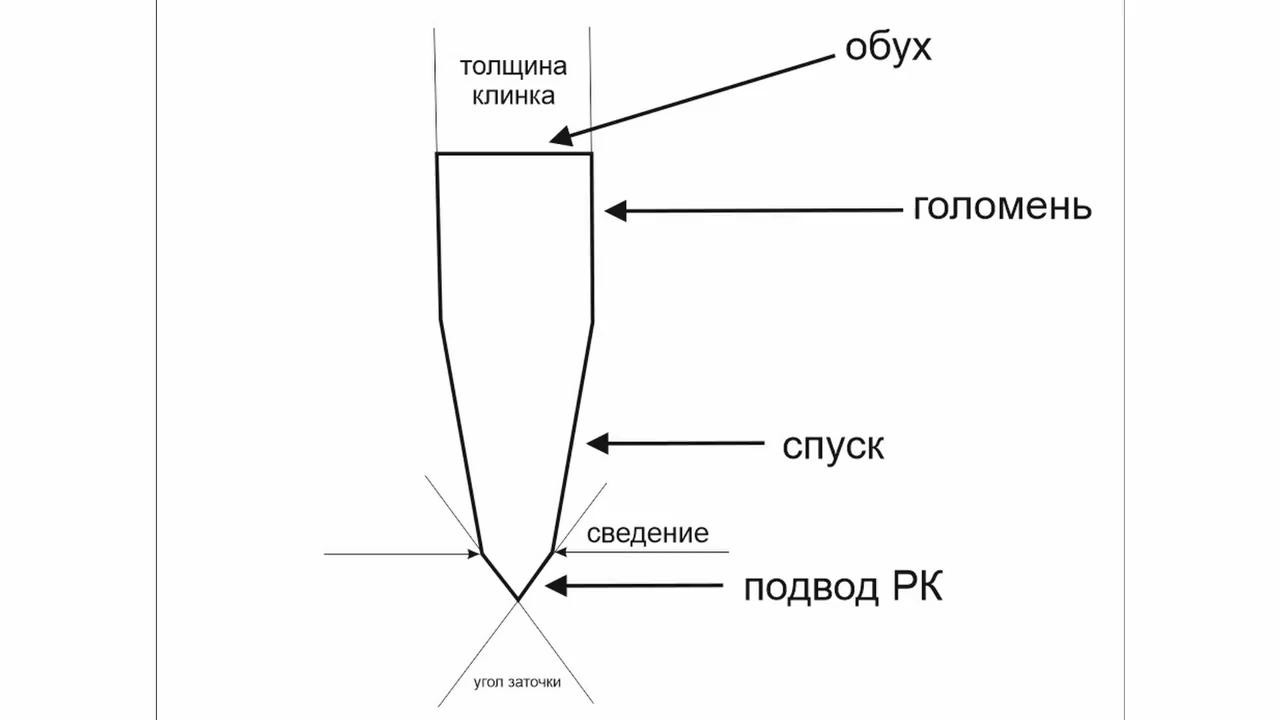 обух
толщина
клинка
голомень
спуск
сведение
подвод РК
угол заточки